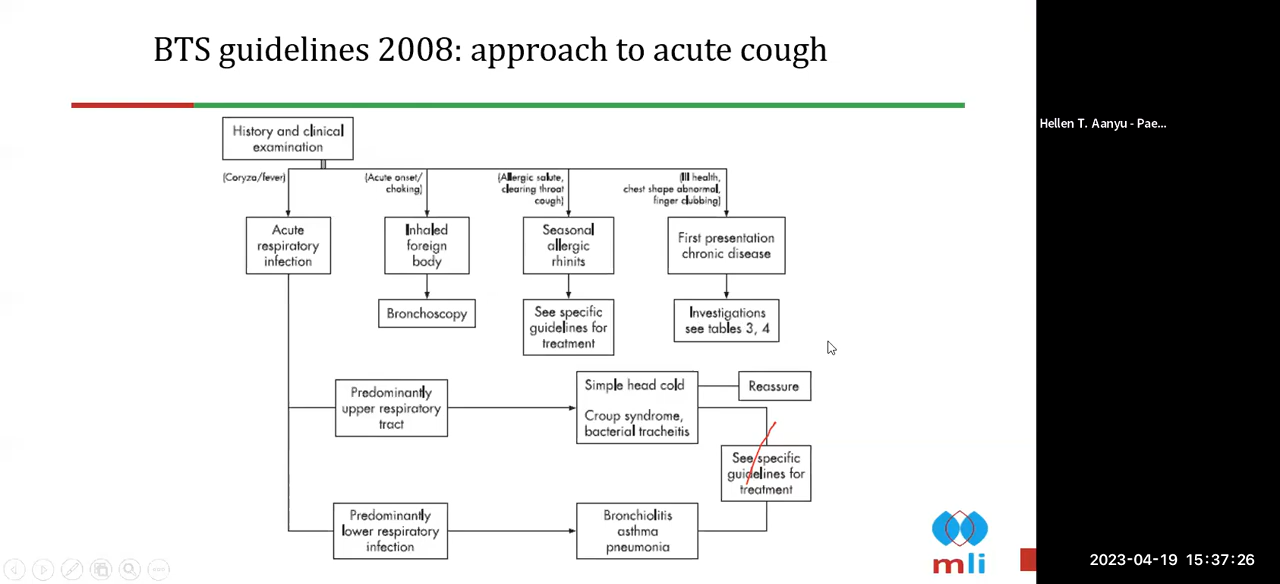 BTS guidelines 2008: approach to acute cough
Hellen T. Aanyu - Pae...
History and clinical
examination
(Coryza/fever)
(Acute onset/
choking)
(Allergic salute,
clearing throat
cough)
(Ill health,
chest shape abnormal,
finger clubbing)
Acute
respiratory
infection
Inhaled
foreign
body
Seasonal
allergic
rhinits
First presentation
chronic disease
Bronchoscopy
See specific
guidelines for
treatment
Investigations
see tables 3, 4
Predominantly
upper respiratory
tract
Simple head cold
Croup syndrome,
bacterial tracheitis
Reassure
See specific
guidelines for
treatment
Predominantly
lower respiratory
infection
Bronchiolitis
asthma
pneumonia
mli
2023-04-19 15:37:26